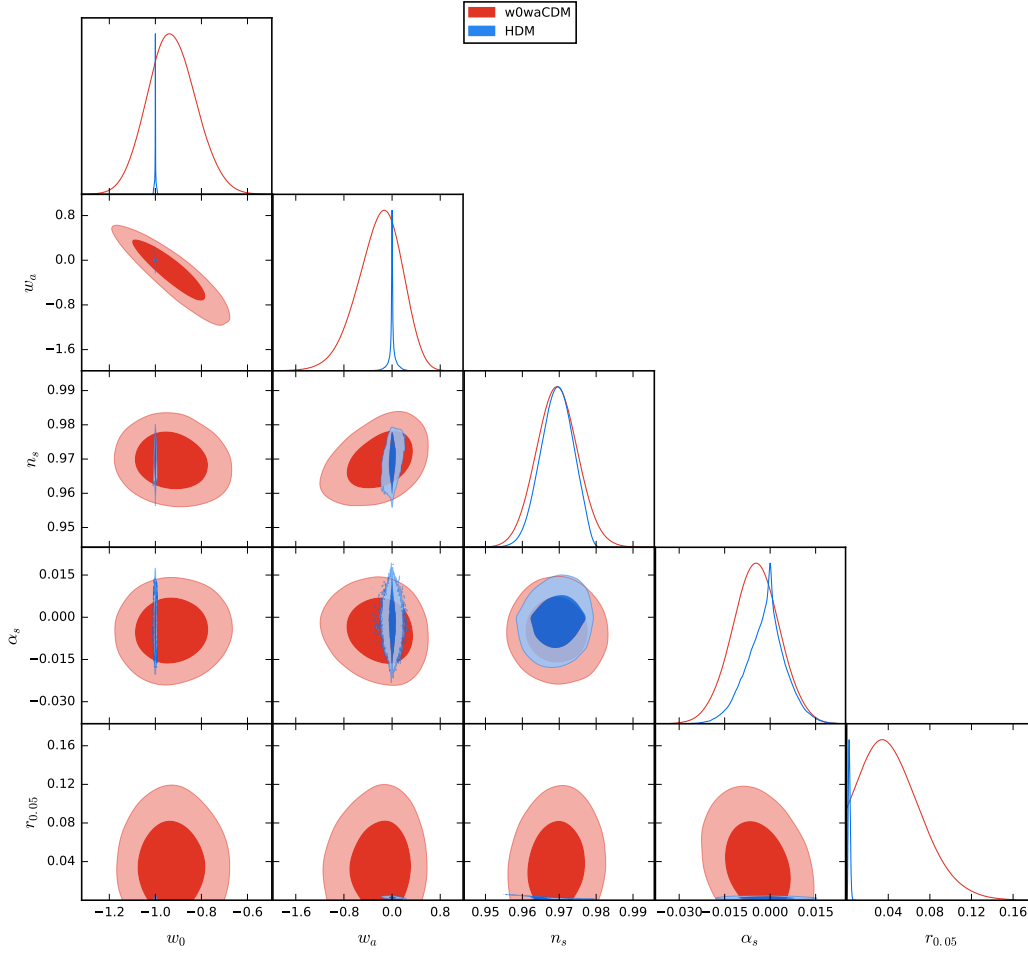 w0waCDM
HDM
0.8
0.0
−0.8
−1.6
w_a
0.99
0.98
0.97
0.96
0.95
n_s
0.015
0.000
−0.015
−0.030
α_s
0.16
0.12
0.08
0.04
r_{0.05}
−1.2 −1.0 −0.8 −0.6
−1.6 −0.8 0.0 0.8
0.95 0.96 0.97 0.98 0.99
−0.030 −0.015 0.000 0.015
0.04 0.08 0.12 0.16
w_0
w_a
n_s
α_s
r_{0.05}